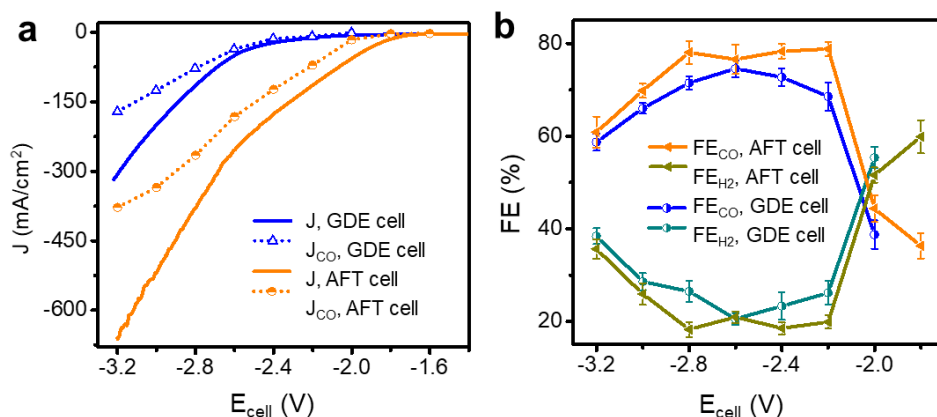 a
0
-150
-300
-450
-600
J (mA/cm²)
J, GDE cell
J_CO, GDE cell
J, AFT cell
J_CO, AFT cell
-3.2 -2.8 -2.4 -2.0 -1.6
E_cell (V)
b
80
60
40
20
FE (%)
FE_CO, AFT cell
FE_H2, AFT cell
FE_CO, GDE cell
FE_H2, GDE cell
-3.2 -2.8 -2.4 -2.0
E_cell (V)